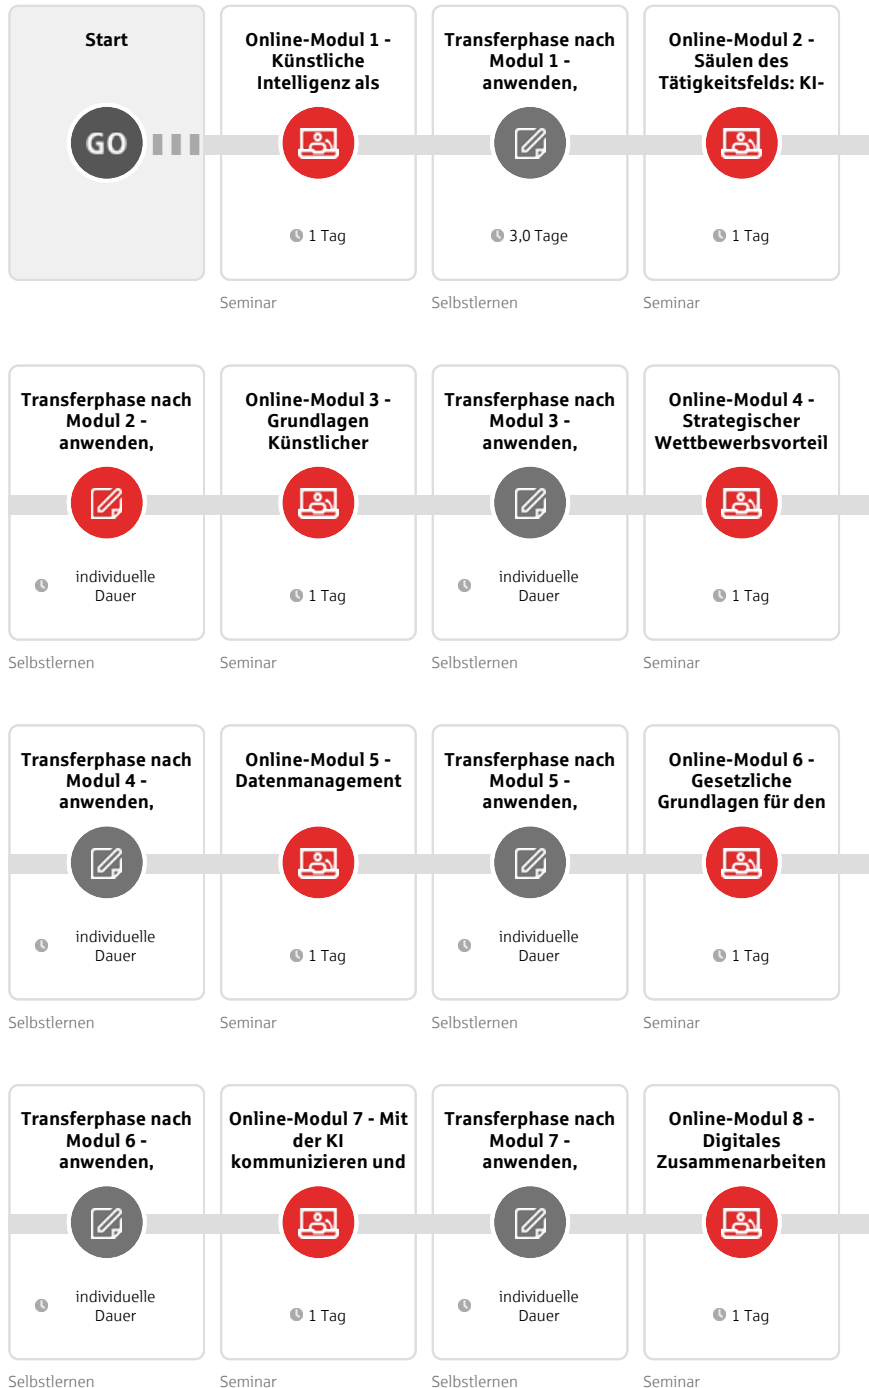 Start
GO
Online-Modul 1 -
Künstliche
Intelligenz als
1 Tag
Seminar
Transferphase nach
Modul 1 -
anwenden,
3,0 Tage
Selbstlernen
Online-Modul 2 -
Säulen des
Tätigkeitsfelds: KI-
1 Tag
Seminar
Transferphase nach
Modul 2 -
anwenden,
individuelle
Dauer
Selbstlernen
Online-Modul 3 -
Grundlagen
Künstlicher
1 Tag
Seminar
Transferphase nach
Modul 3 -
anwenden,
individuelle
Dauer
Selbstlernen
Online-Modul 4 -
Strategischer
Wettbewerbsvorteil
1 Tag
Seminar
Transferphase nach
Modul 4 -
anwenden,
individuelle
Dauer
Selbstlernen
Online-Modul 5 -
Datenmanagement
1 Tag
Seminar
Transferphase nach
Modul 5 -
anwenden,
individuelle
Dauer
Selbstlernen
Online-Modul 6 -
Gesetzliche
Grundlagen für den
1 Tag
Seminar
Transferphase nach
Modul 6 -
anwenden,
individuelle
Dauer
Selbstlernen
Online-Modul 7 - Mit
der KI
kommunizieren und
1 Tag
Seminar
Transferphase nach
Modul 7 -
anwenden,
individuelle
Dauer
Selbstlernen
Online-Modul 8 -
Digitales
Zusammenarbeiten
1 Tag
Seminar